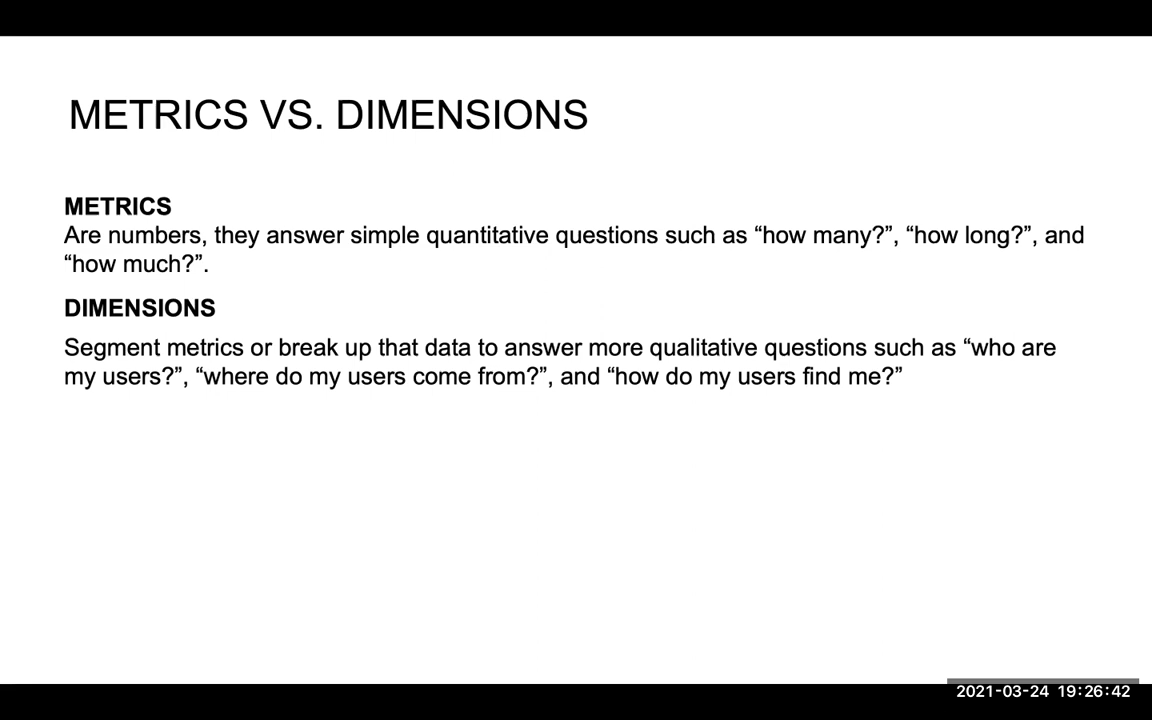 METRICS VS. DIMENSIONS
METRICS
Are numbers, they answer simple quantitative questions such as “how many?”, “how long?”, and
“how much?”.
DIMENSIONS
Segment metrics or break up that data to answer more qualitative questions such as “who are
my users?”, “where do my users come from?”, and “how do my users find me?”
2021-03-24 19:26:42